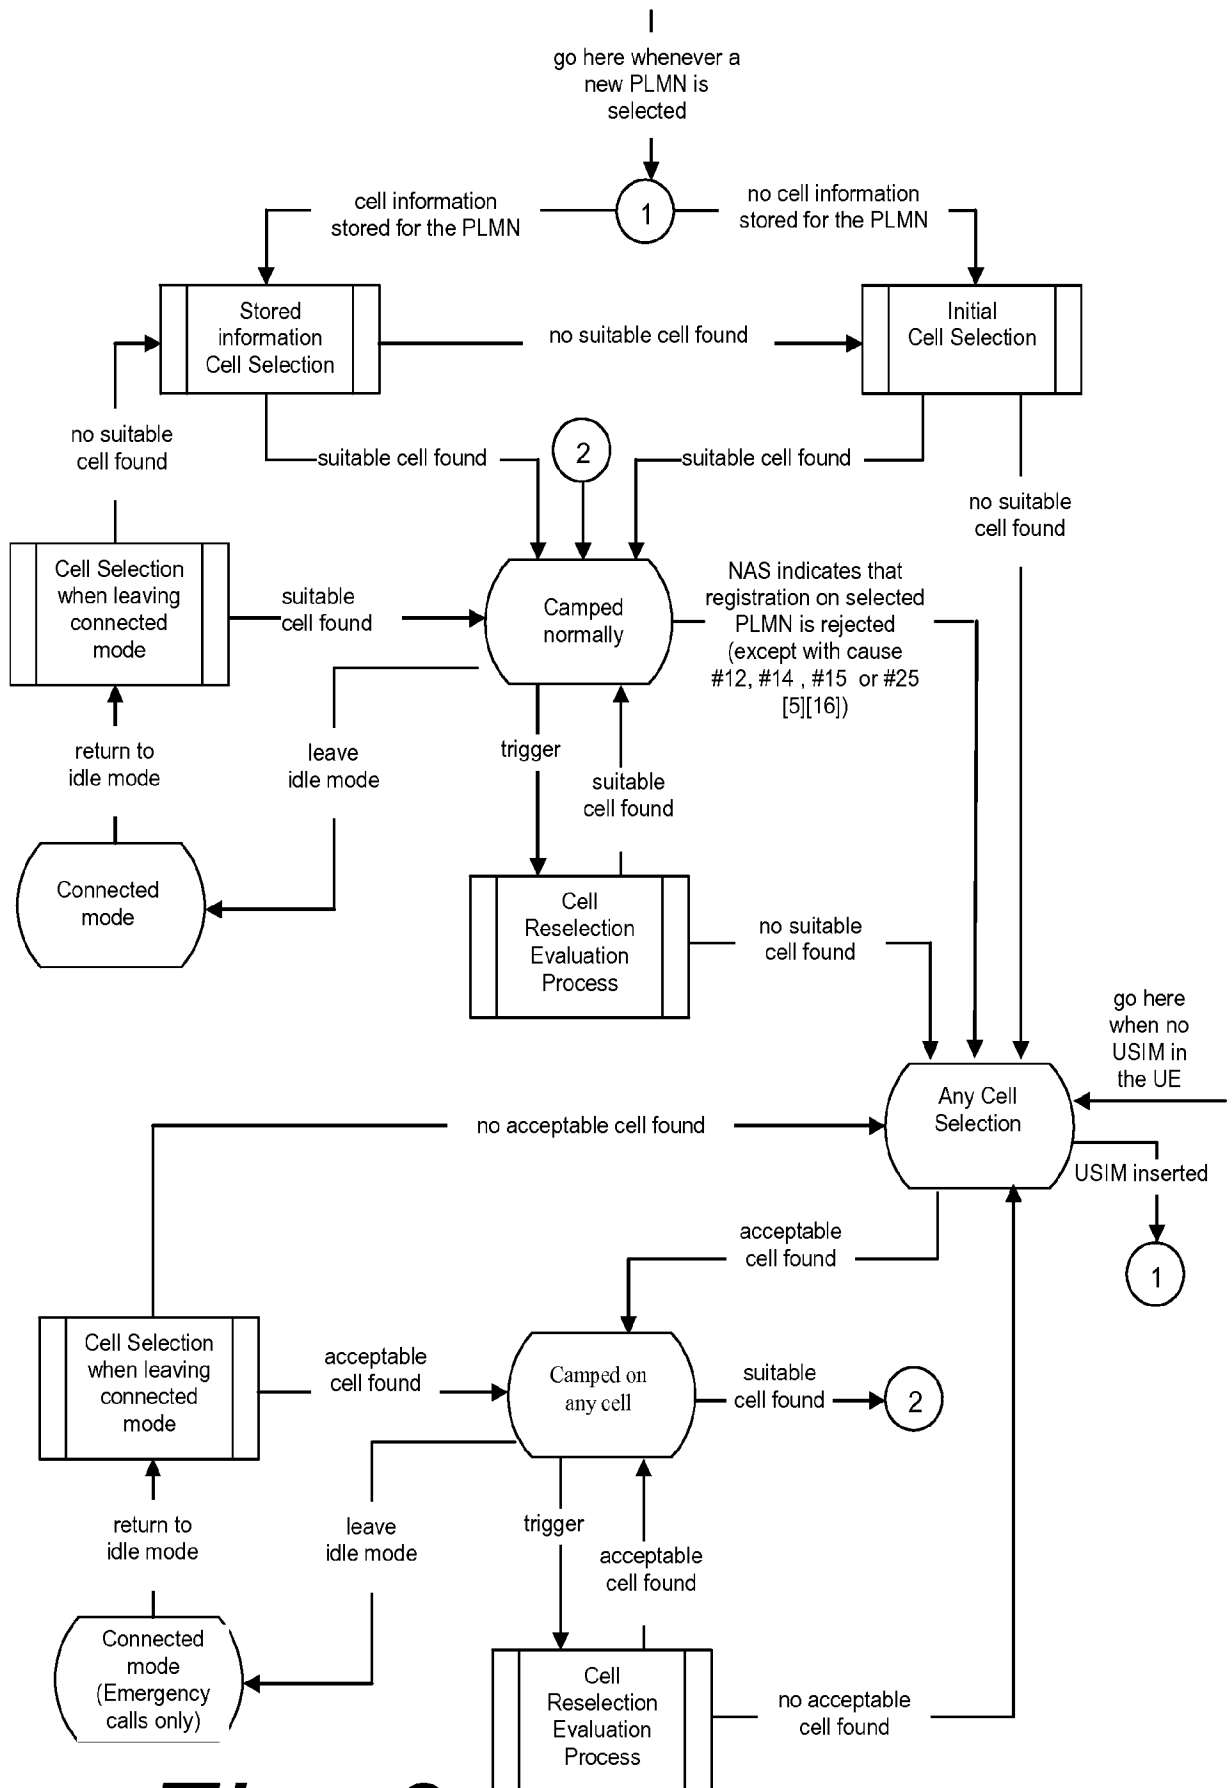 go here whenever a
new PLMN is
selected
1
cell information
stored for the PLMN
no cell information
stored for the PLMN
Stored
information
Cell Selection
no suitable cell found
Initial
Cell Selection
no suitable
cell found
suitable cell found
2
suitable cell found
no suitable
cell found
Cell Selection
when leaving
connected
mode
suitable
cell found
Camped
normally
NAS indicates that
registration on selected
PLMN is rejected
(except with cause
#12, #14 , #15 or #25
[5][16])
return to
idle mode
leave
idle mode
trigger
suitable
cell found
Connected
mode
Cell
Reselection
Evaluation
Process
no suitable
cell found
go here
when no
USIM in
the UE
Any Cell
Selection
no acceptable cell found
USIM inserted
1
acceptable
cell found
Cell Selection
when leaving
connected
mode
acceptable
cell found
Camped on
any cell
suitable
cell found
2
return to
idle mode
leave
idle mode
trigger
acceptable
cell found
Connected
mode
(Emergency
calls only)
Cell
Reselection
Evaluation
Process
no acceptable
cell found